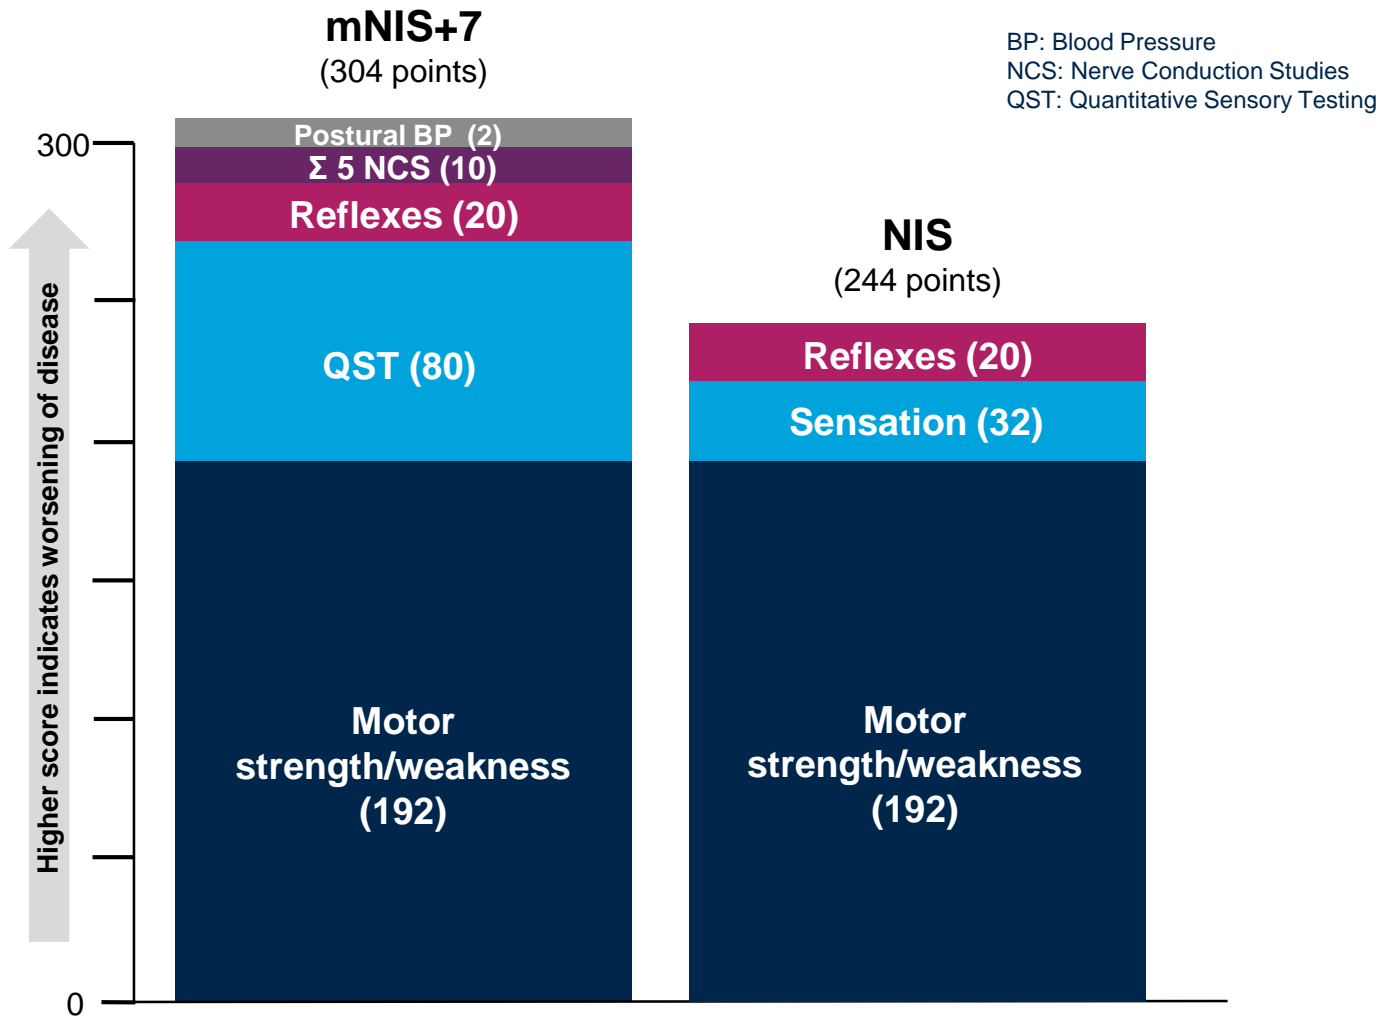 mNIS+7
(304 points)
BP: Blood Pressure
NCS: Nerve Conduction Studies
QST: Quantitative Sensory Testing
300
Postural BP (2)
Σ 5 NCS (10)
Reflexes (20)
QST (80)
Motor
strength/weakness
(192)
NIS
(244 points)
Reflexes (20)
Sensation (32)
Motor
strength/weakness
(192)
Higher score indicates worsening of disease
0